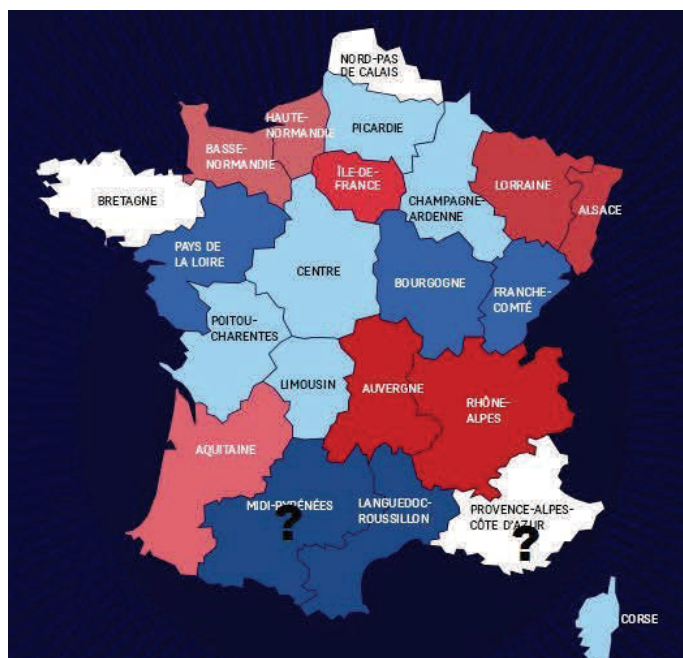 NORD-PAS
DE CALAIS
HAUTE-
NORMANDIE
PICARDIE
BASSE-
NORMANDIE
ÎLE-DE-
FRANCE
LORRAINE
CHAMPAGNE-
ARDENNE
ALSACE
BRETAGNE
PAYS DE
LA LOIRE
CENTRE
BOURGOGNE
FRANCHE-
COMTÉ
POITOU-
CHARENTES
LIMOUSIN
AUVERGNE
RHÔNE-
ALPES
AQUITAINE
MIDI-PYRÉNÉES
?
LANGUEDOC-
ROUSSILLON
PROVENCE-ALPES-
CÔTE D'AZUR
?
CORSE